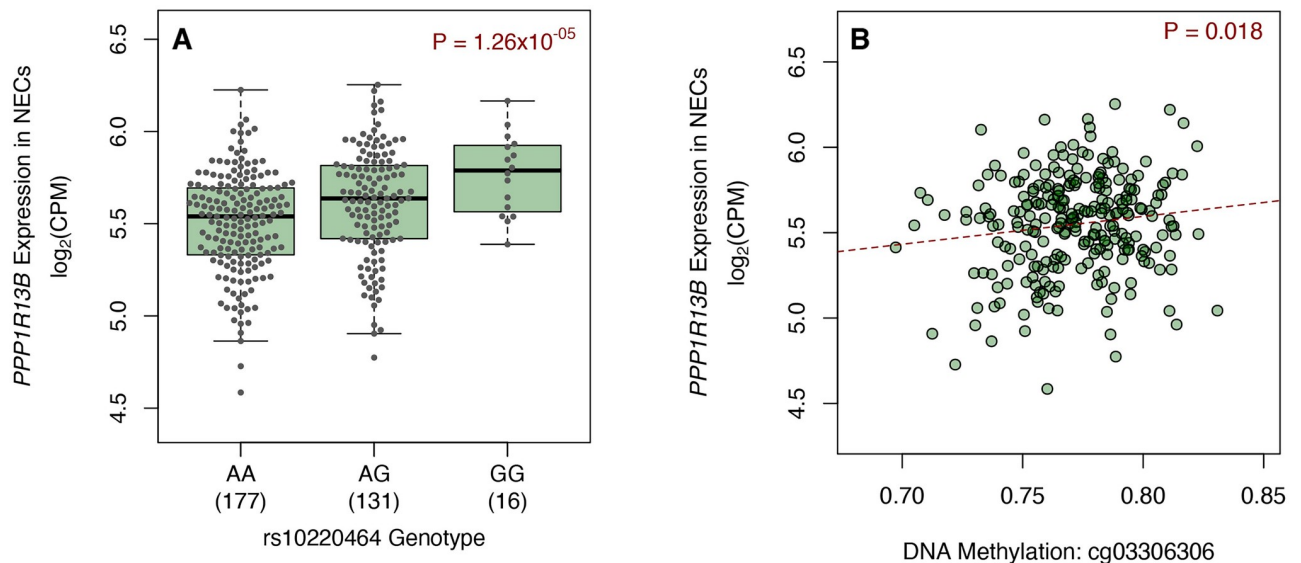 A
P = 1.26x10-05
PPP1R13B Expression in NECs
log2(CPM)
6.5
6.0
5.5
5.0
4.5
AA
(177)
AG
(131)
GG
(16)
rs10220464 Genotype
B
P = 0.018
PPP1R13B Expression in NECs
log2(CPM)
6.5
6.0
5.5
5.0
4.5
0.70
0.75
0.80
0.85
DNA Methylation: cg03306306